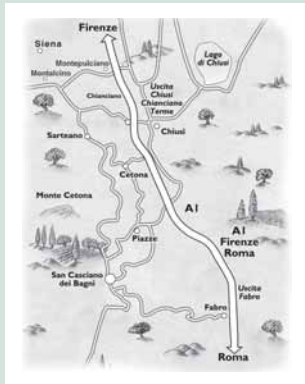 Firenze
Siena
Lago
di Chiusi
Montepulciano
Montalcino
Uscita
Chiusi
Chianciano
Terme
Chianciano
Chiusi
Sarteano
Cetona
A1
Monte Cetona
A1
Firenze
Roma
Piazze
San Casciano
dei Bagni
Uscita
Fabro
Fabro
Roma